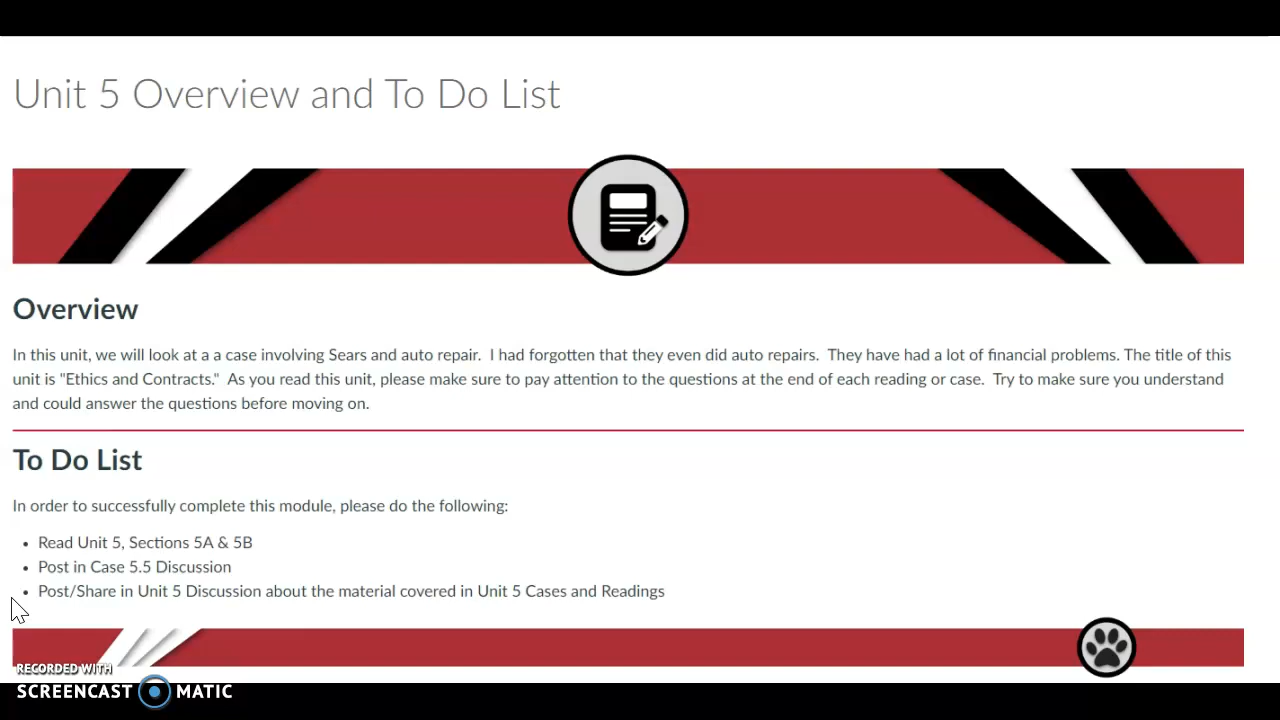 Unit 5 Overview and To Do List
Overview
In this unit, we will look at a a case involving Sears and auto repair.  I had forgotten that they even did auto repairs.  They have had a lot of financial problems. The title of this
unit is "Ethics and Contracts."  As you read this unit, please make sure to pay attention to the questions at the end of each reading or case.  Try to make sure you understand
and could answer the questions before moving on.
To Do List
In order to successfully complete this module, please do the following:
• Read Unit 5, Sections 5A & 5B
• Post in Case 5.5 Discussion
• Post/Share in Unit 5 Discussion about the material covered in Unit 5 Cases and Readings
RECORDED WITH
SCREENCAST MATIC